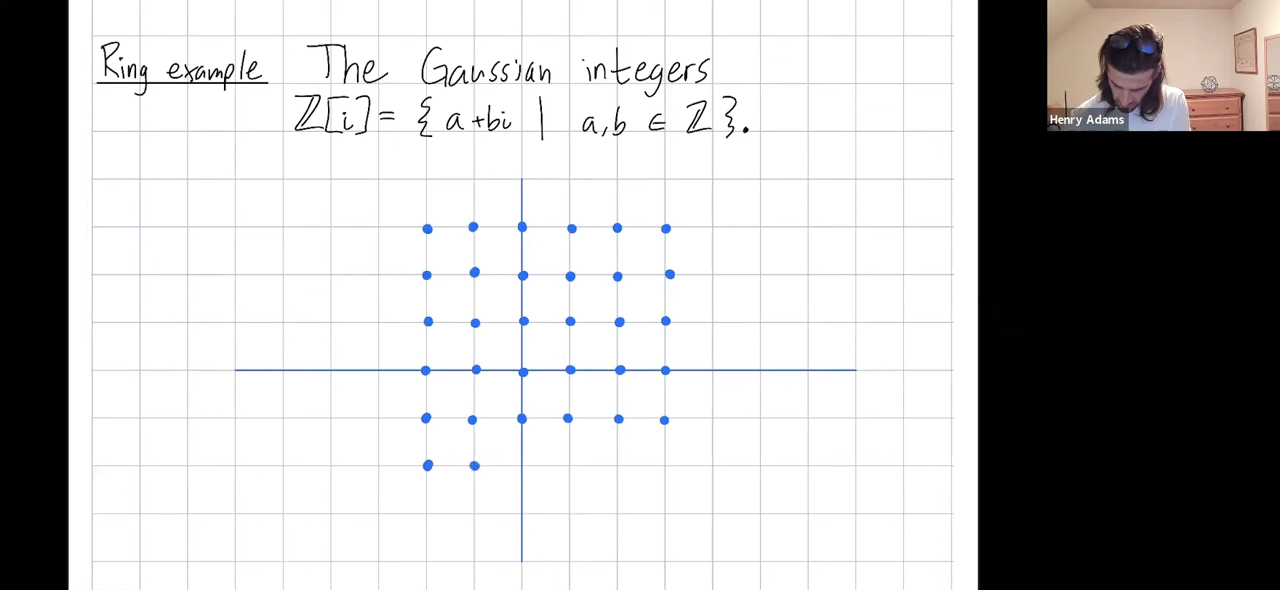 Ring example The Gaussian integers
ℤ[i] = { a+bi | a,b ∈ ℤ }.
Henry Adams